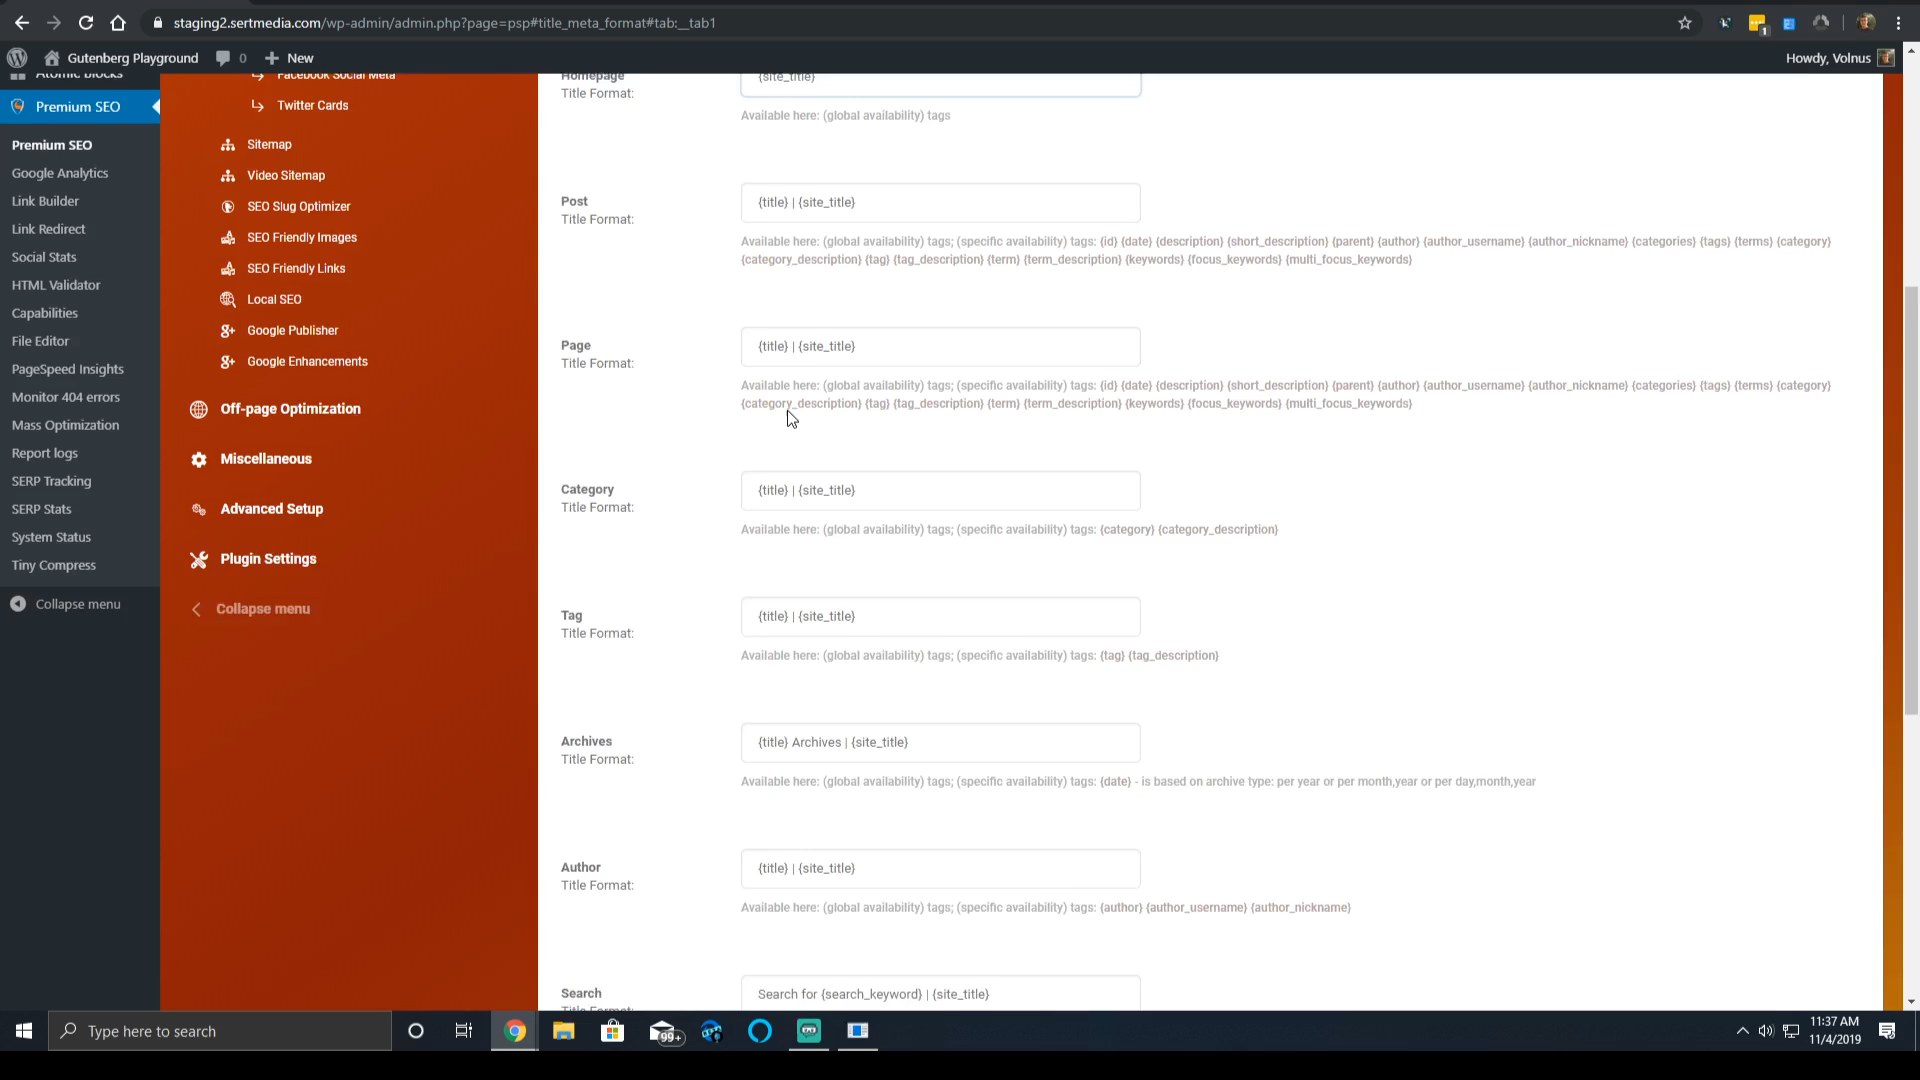 staging2.sertmedia.com/wp-admin/admin.php?page=psp#title_meta_format#tab:__tab1
1
Gutenberg Playground
0
New
Howdy, Volnus
Atomic Blocks
Premium SEO
Premium SEO
Google Analytics
Link Builder
Link Redirect
Social Stats
HTML Validator
Capabilities
File Editor
PageSpeed Insights
Monitor 404 errors
Mass Optimization
Report logs
SERP Tracking
SERP Stats
System Status
Tiny Compress
Collapse menu
Facebook Social Meta
Twitter Cards
Sitemap
Video Sitemap
SEO Slug Optimizer
SEO Friendly Images
SEO Friendly Links
Local SEO
Google Publisher
Google Enhancements
Off-page Optimization
Miscellaneous
Advanced Setup
Plugin Settings
Collapse menu
Homepage
Title Format:
{site_title}
Available here: (global availability) tags
Post
Title Format:
{title} | {site_title}
Available here: (global availability) tags; (specific availability) tags: {id} {date} {description} {short_description} {parent} {author} {author_username} {author_nickname} {categories} {tags} {terms} {category}
{category_description} {tag} {tag_description} {term} {term_description} {keywords} {focus_keywords} {multi_focus_keywords}
Page
Title Format:
{title} | {site_title}
Available here: (global availability) tags; (specific availability) tags: {id} {date} {description} {short_description} {parent} {author} {author_username} {author_nickname} {categories} {tags} {terms} {category}
{category_description} {tag} {tag_description} {term} {term_description} {keywords} {focus_keywords} {multi_focus_keywords}
Category
Title Format:
{title} | {site_title}
Available here: (global availability) tags; (specific availability) tags: {category} {category_description}
Tag
Title Format:
{title} | {site_title}
Available here: (global availability) tags; (specific availability) tags: {tag} {tag_description}
Archives
Title Format:
{title} Archives | {site_title}
Available here: (global availability) tags; (specific availability) tags: {date} - is based on archive type: per year or per month,year or per day,month,year
Author
Title Format:
{title} | {site_title}
Available here: (global availability) tags; (specific availability) tags: {author} {author_username} {author_nickname}
Search
Title Format:
Search for {search_keyword} | {site_title}
Type here to search
99+
11:37 AM
11/4/2019